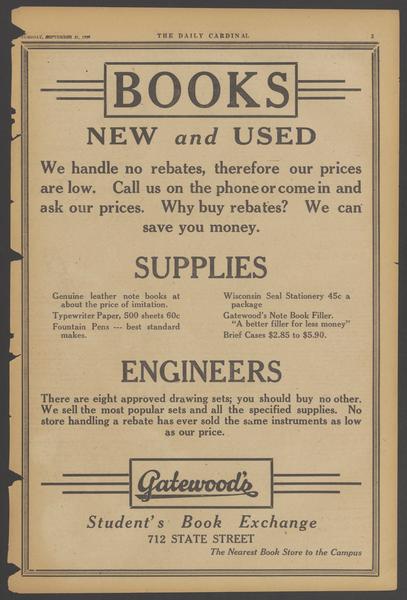 TUESDAY, SEPTEMBER 21, 1920
THE DAILY CARDINAL
3
BOOKS
NEW and USED
We handle no rebates, therefore our prices
are low. Call us on the phone or come in and
ask our prices. Why buy rebates? We can
save you money.
SUPPLIES
Genuine leather note books at
about the price of imitation.
Typewriter Paper, 500 sheets 60c
Fountain Pens --- best standard
makes.
Wisconsin Seal Stationery 45c a
package
Gatewood's Note Book Filler.
"A better filler for less money"
Brief Cases $2.85 to $5.90.
ENGINEERS
There are eight approved drawing sets; you should buy no other.
We sell the most popular sets and all the specified supplies. No
store handling a rebate has ever sold the same instruments as low
as our price.
Gatewood's
Student's Book Exchange
712 STATE STREET
The Nearest Book Store to the Campus